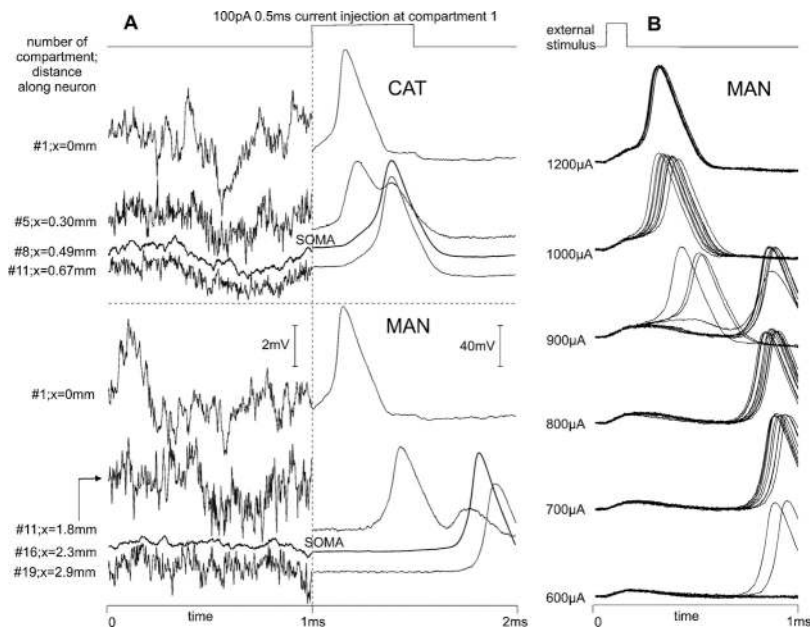 100pA 0.5ms current injection at compartment 1
A
number of
compartment;
distance
along neuron
CAT
#1;x=0mm
#5;x=0.30mm
SOMA
#8;x=0.49mm
#11;x=0.67mm
MAN
2mV
40mV
#1;x=0mm
#11;x=1.8mm
SOMA
#16;x=2.3mm
#19;x=2.9mm
0
time
1ms
2ms
external
stimulus
B
MAN
1200µA
1000µA
900µA
800µA
700µA
600µA
0
time
1ms